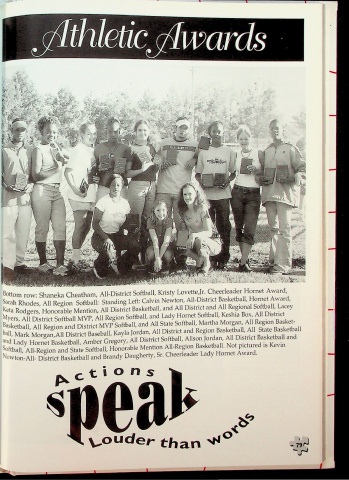 Athletic Awards
Bottom row: Shaneka Cheatham, All-District Softball, Kristy Lovette, Jr. Cheerleader Hornet Award,
Sarah Rhodes, All Region Softball: Standing Left: Calvin Newton, All-District Basketball, Hornet Award,
Keta Rodgers, Honorable Mention, All District Basketball, and All District and All Regional Softball, Lacey
Myers, All District Softball MVP, All Region Softball, and Lady Hornet Softball, Keshia Box, All District
Basketball, All Region and District MVP Softball, and All State Softball, Martha Morgan, All Region Basket-
ball, Mark Morgan, All District Baseball, Kayla Jordan, All District and Region Basketball, All State Basketball
and Lady Hornet Basketball, Amber Gregory, All District Softball, Alison Jordan, All District Basketball and
Softball, All-Region and State Softball, Honorable Mention All-Region Basketball. Not pictured is Kevin
Newton-All- District Basketball and Brandy Daugherty, Sr. Cheerleader Lady Hornet Award.
Actions
speak
Louder than words
79